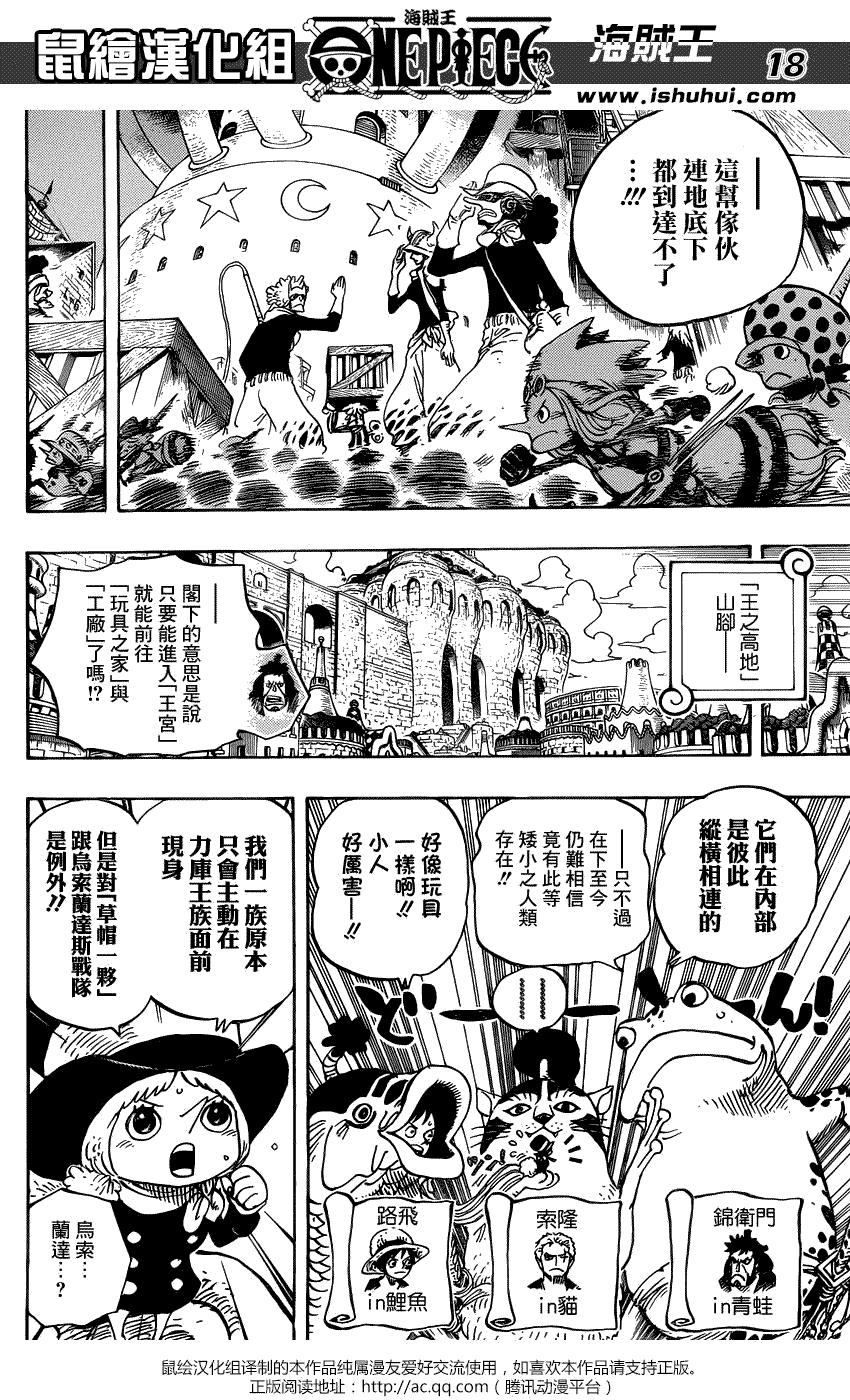 鼠繪漢化組
海賊王
ONE PIECE
海賊王
18
www.ishuhui.com
——
這幫傢伙
連地底下
都到達不了
…!!!
「王之高地」
山腳——
——
閣下的意思是說
只要能進入「王宮」
就能前往
「玩具之家」與
「工廠」了嗎!?
它們在內部
是彼此
縱橫相連的
——只不過
在下至今
仍難相信
竟有此等
矮小之人類
存在!!
好像玩具
一樣啊!!
小人
好厲害——!!
どーーん!
錦衛門
in青蛙
索隆
in貓
路飛
in鯉魚
我們一族原本
只會主動在
力庫王族面前
現身
但是對「草帽一夥」
跟烏索蘭達斯戰隊
是例外!!
烏索…
蘭達…?
鼠绘汉化组译制的本作品纯属漫友爱好交流使用，如喜欢本作品请支持正版。
正版阅读地址：http://ac.qq.com（腾讯动漫平台）